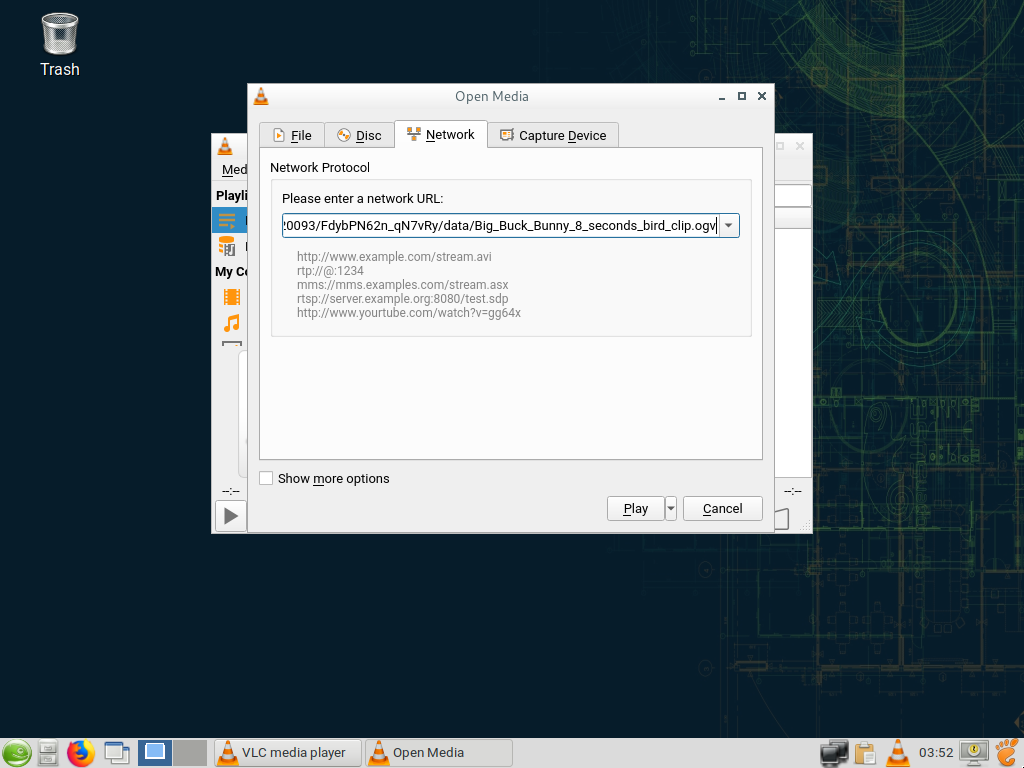 Trash
Open Media
File
Disc
Network
Capture Device
Network Protocol
Please enter a network URL:
0093/FdybPN62n_qN7vRy/data/Big_Buck_Bunny_8_seconds_bird_clip.ogv
http://www.example.com/stream.avi
rtp://@:1234
mms://mms.examples.com/stream.asx
rtsp://server.example.org:8080/test.sdp
http://www.yourtube.com/watch?v=gg64x
Show more options
Play
Cancel
Med
Playli
My Co
--:--
--:--
VLC media player
Open Media
03:52